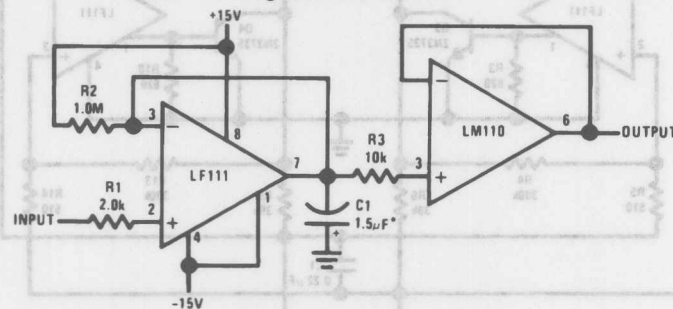 +15V
R2
1.0M
3
−
8
LF111
7
1
R1
2.0k
INPUT
2
+
4
-15V
C1
1.5μF*
+
R3
10k
3
+
−
LM110
6
OUTPUT